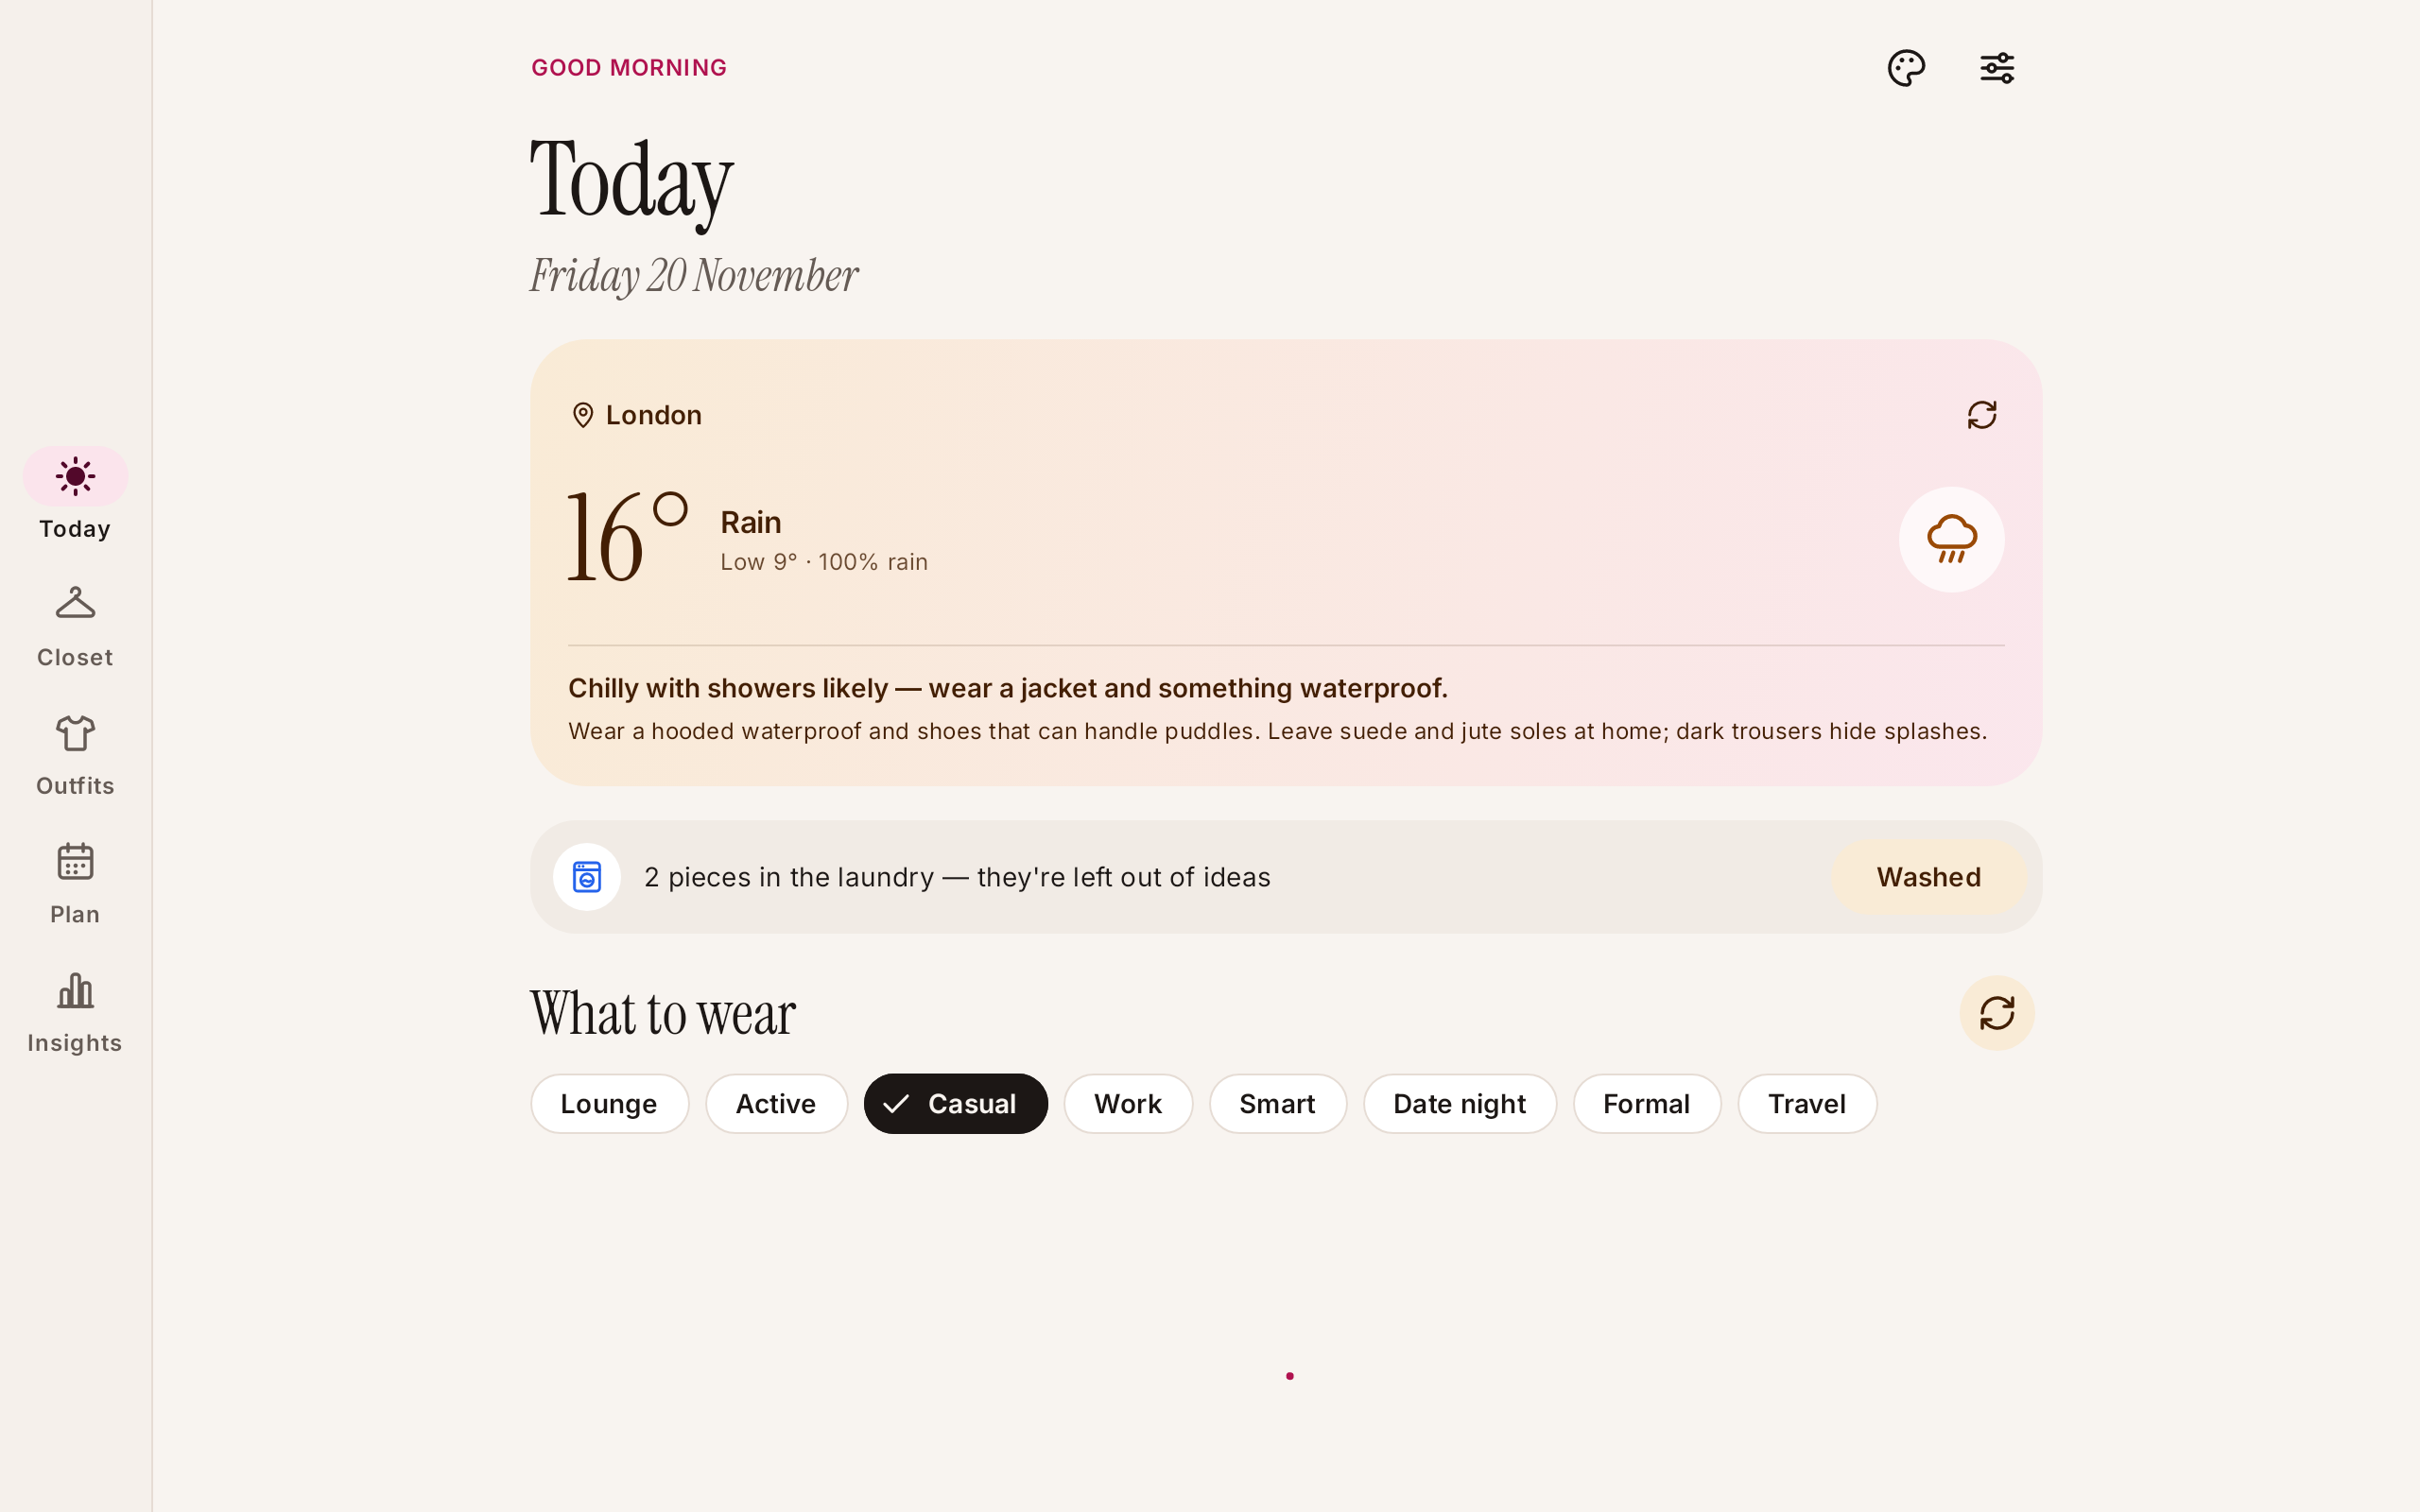 GOOD MORNING
Today
Friday 20 November
London
16°
Rain
Low 9° · 100% rain
Chilly with showers likely — wear a jacket and something waterproof.
Wear a hooded waterproof and shoes that can handle puddles. Leave suede and jute soles at home; dark trousers hide splashes.
2 pieces in the laundry — they're left out of ideas
Washed
What to wear
Lounge
Active
Casual
Work
Smart
Date night
Formal
Travel
Today
Closet
Outfits
Plan
Insights